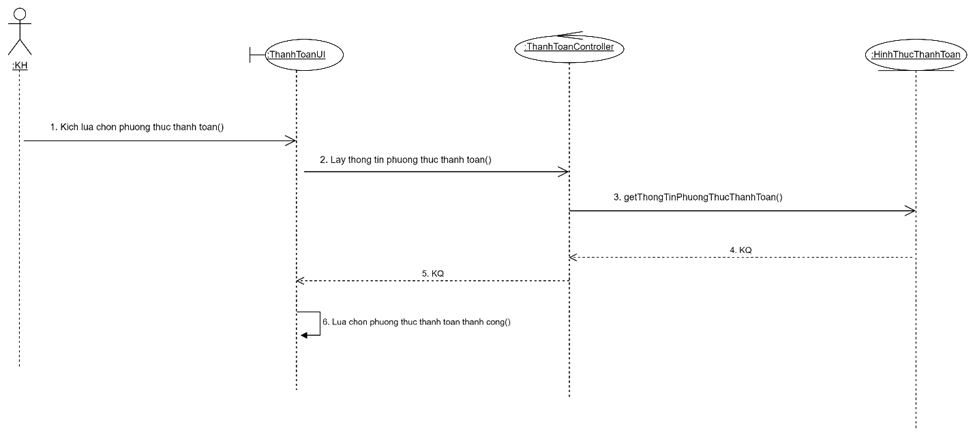 :KH
:ThanhToanUI
:ThanhToanController
:HinhThucThanhToan
1. Kich lua chon phuong thuc thanh toan()
2. Lay thong tin phuong thuc thanh toan()
3. getThongTinPhuongThucThanhToan()
4. KQ
5. KQ
6. Lua chon phuong thuc thanh toan thanh cong()